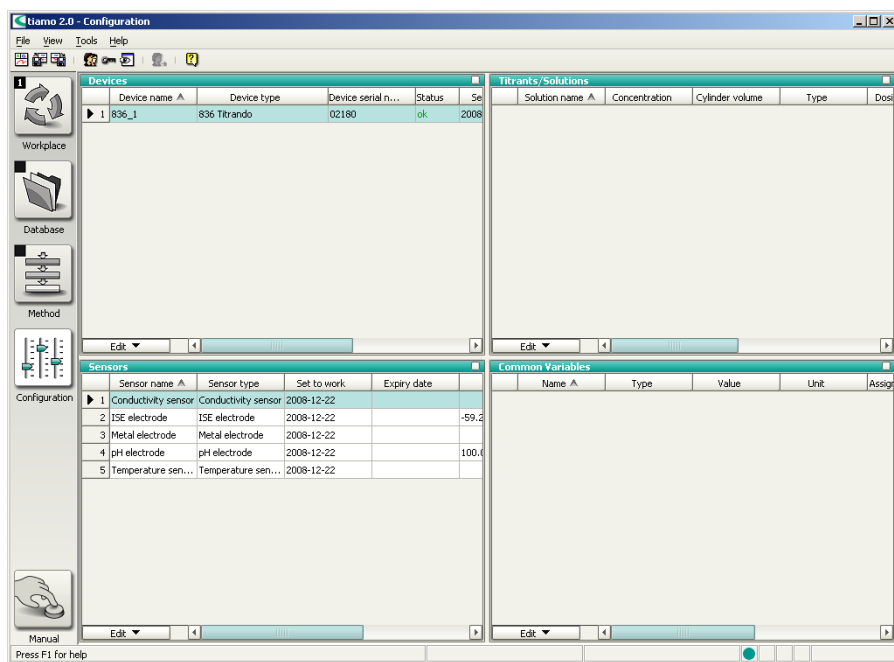 tiamo 2.0 - Configuration
File View Tools Help
1
Workplace
Database
Method
Configuration
Manual
Devices
Device name Device type Device serial n... Status Se
1 836_1 836 Titrando 02180 ok 2008
Edit
Titrants/Solutions
Solution name Concentration Cylinder volume Type Dosi
Edit
Sensors
Sensor name Sensor type Set to work Expiry date
1 Conductivity sensor Conductivity sensor 2008-12-22
2 ISE electrode ISE electrode 2008-12-22 -59.2
3 Metal electrode Metal electrode 2008-12-22
4 pH electrode pH electrode 2008-12-22 100.0
5 Temperature sen... Temperature sen... 2008-12-22
Edit
Common Variables
Name Type Value Unit Assign
Edit
Press F1 for help